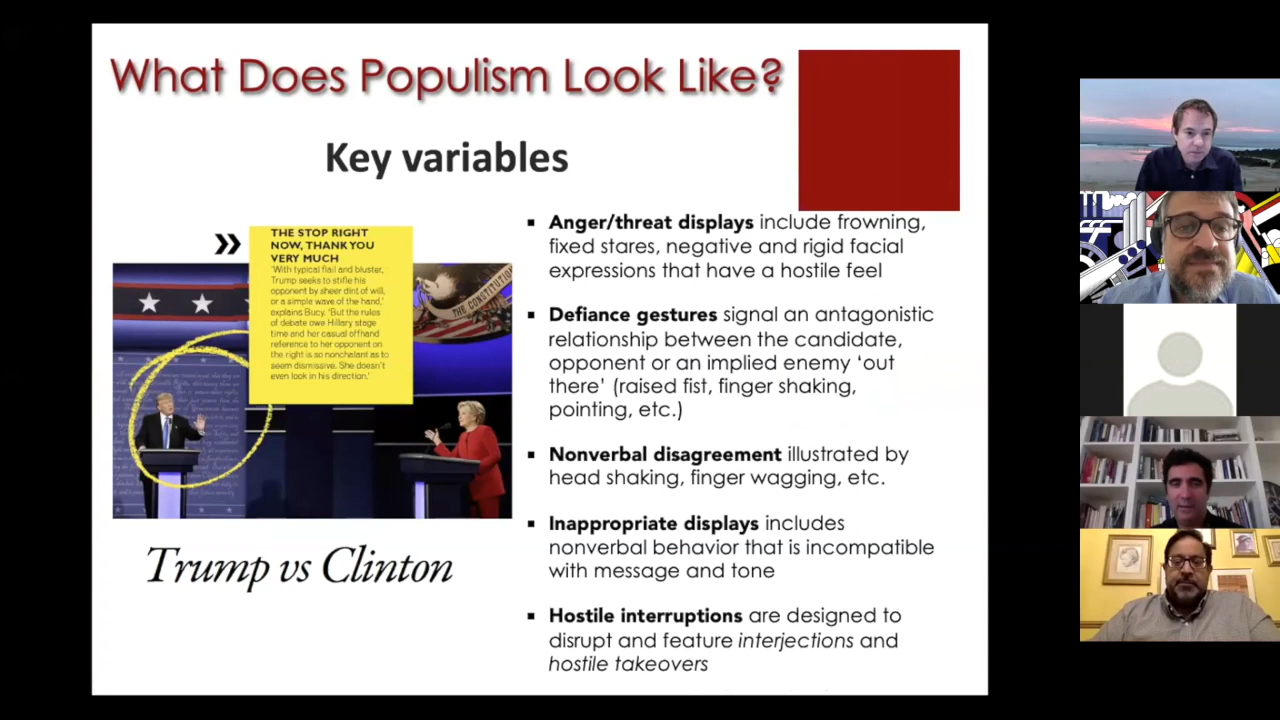 What Does Populism Look Like?
Key variables
»
THE STOP RIGHT
NOW, THANK YOU
VERY MUCH
'With typical flail and bluster,
Trump seeks to stifle his
opponent by sheer dint of will,
or a simple wave of the hand,'
explains Bucy. 'But the rules
of debate owe Hillary stage
time and her casual offhand
reference to her opponent on
the right is so nonchalant as to
seem dismissive. She doesn't
even look in his direction.'
THE CONSTITUTION
Trump vs Clinton
▪ Anger/threat displays include frowning,
fixed stares, negative and rigid facial
expressions that have a hostile feel
▪ Defiance gestures signal an antagonistic
relationship between the candidate,
opponent or an implied enemy ‘out
there’ (raised fist, finger shaking,
pointing, etc.)
▪ Nonverbal disagreement illustrated by
head shaking, finger wagging, etc.
▪ Inappropriate displays includes
nonverbal behavior that is incompatible
with message and tone
▪ Hostile interruptions are designed to
disrupt and feature interjections and
hostile takeovers